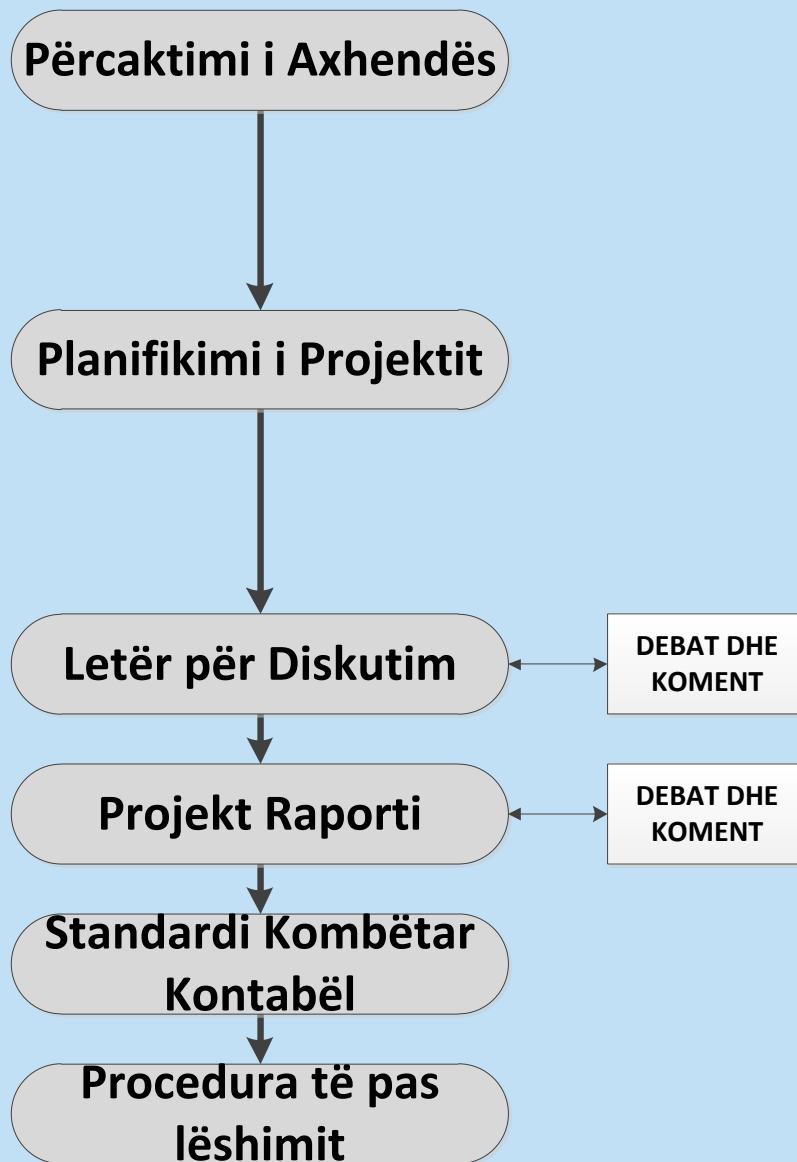 Përcaktimi i Axhendës
Planifikimi i Projektit
Letër për Diskutim
DEBAT DHE
KOMENT
Projekt Raporti
DEBAT DHE
KOMENT
Standardi Kombëtar
Kontabël
Procedura të pas
lëshimit